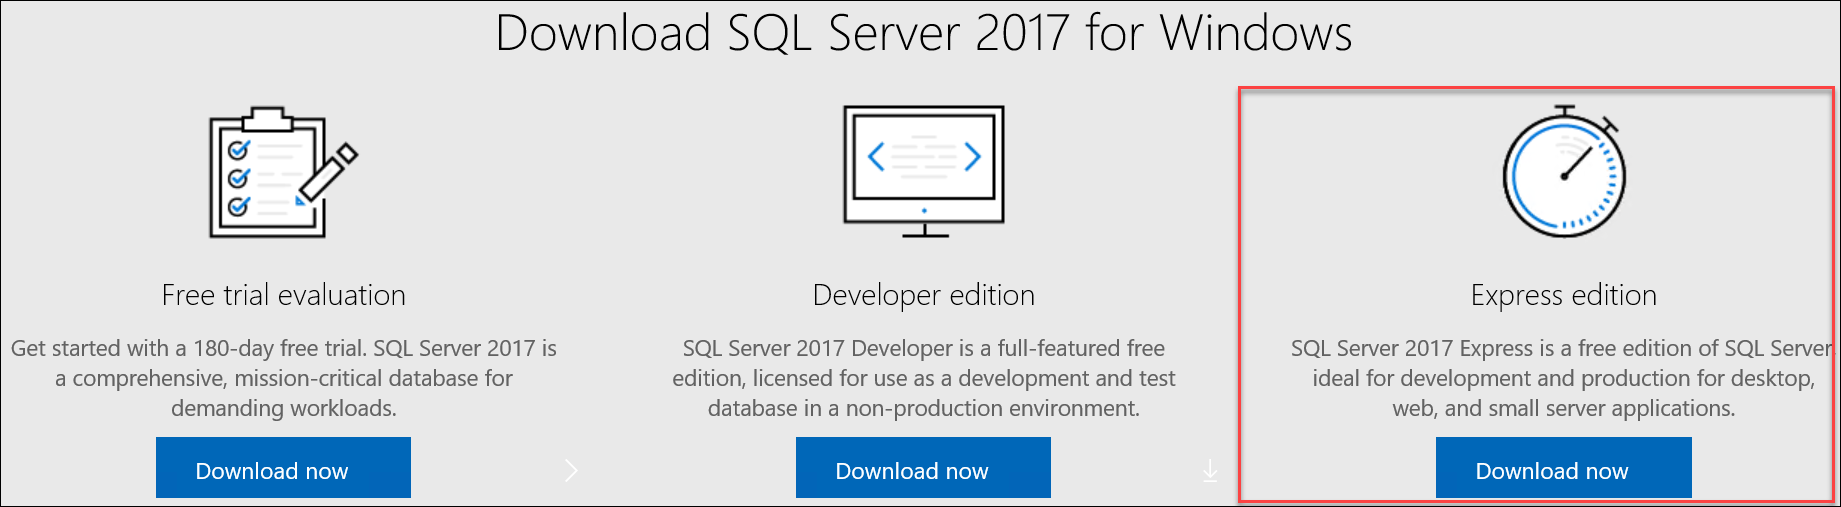 Download SQL Server 2017 for Windows
Free trial evaluation
Get started with a 180-day free trial. SQL Server 2017 is
a comprehensive, mission-critical database for
demanding workloads.
Download now
Developer edition
SQL Server 2017 Developer is a full-featured free
edition, licensed for use as a development and test
database in a non-production environment.
Download now
Express edition
SQL Server 2017 Express is a free edition of SQL Server,
ideal for development and production for desktop,
web, and small server applications.
Download now